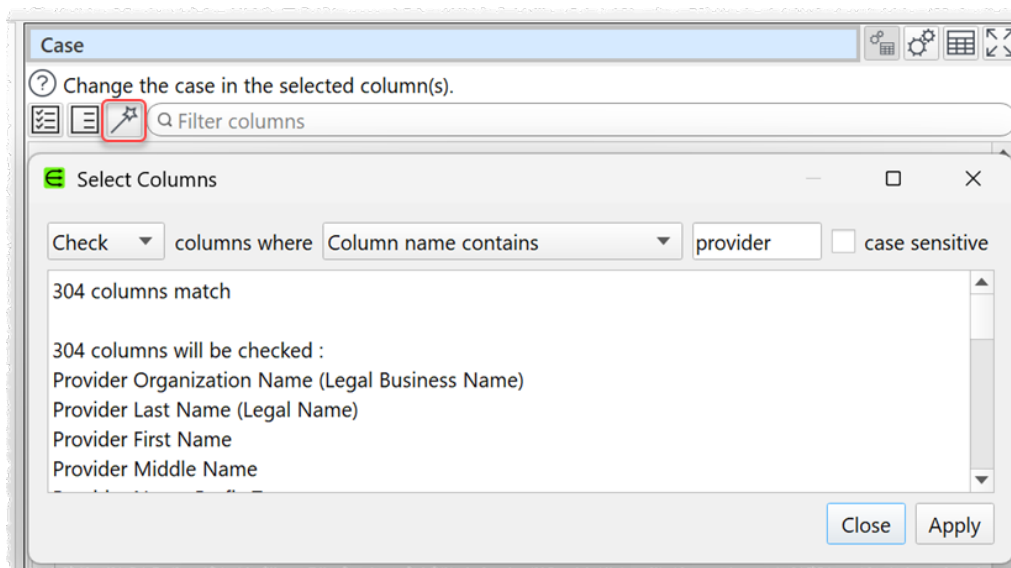 Case
Change the case in the selected column(s).
Filter columns
Select Columns
Check columns where Column name contains provider case sensitive
304 columns match
304 columns will be checked :
Provider Organization Name (Legal Business Name)
Provider Last Name (Legal Name)
Provider First Name
Provider Middle Name
Close Apply